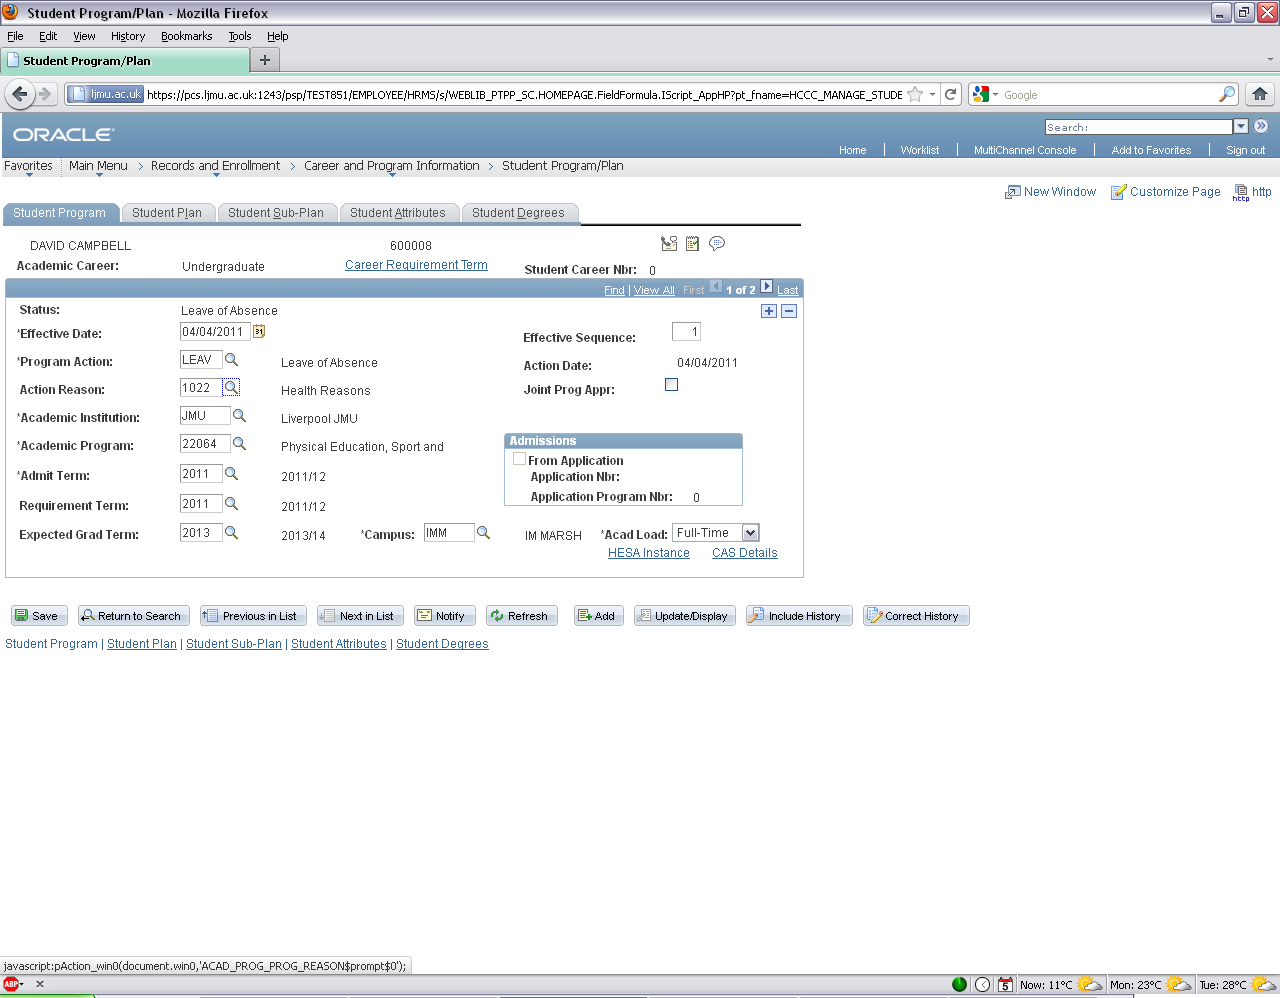 Student Program/Plan - Mozilla Firefox
File Edit View History Bookmarks Tools Help
Student Program/Plan
ljmu.ac.uk https://pcs.ljmu.ac.uk:1243/psp/TEST851/EMPLOYEE/HRMS/s/WEBLIB_PTPP_SC.HOMEPAGE.FieldFormula.IScript_AppHP?pt_fname=HCCC_MANAGE_STUDE Google
ORACLE Search:
Home Worklist MultiChannel Console Add to Favorites Sign out
Favorites Main Menu > Records and Enrollment > Career and Program Information > Student Program/Plan
New Window Customize Page http
Student Program Student Plan Student Sub-Plan Student Attributes Student Degrees
DAVID CAMPBELL 600008
Academic Career: Undergraduate Career Requirement Term Student Career Nbr: 0
Find | View All First 1 of 2 Last
Status: Leave of Absence
*Effective Date: 04/04/2011 31 Effective Sequence: 1
*Program Action: LEAV Leave of Absence Action Date: 04/04/2011
Action Reason: 1022 Health Reasons Joint Prog Appr:
*Academic Institution: JMU Liverpool JMU
*Academic Program: 22064 Physical Education, Sport and
Admissions
From Application
Application Nbr:
Application Program Nbr: 0
*Admit Term: 2011 2011/12
Requirement Term: 2011 2011/12
Expected Grad Term: 2013 2013/14 *Campus: IMM IM MARSH *Acad Load: Full-Time
HESA Instance CAS Details
Save Return to Search Previous in List Next in List Notify Refresh Add Update/Display Include History Correct History
Student Program | Student Plan | Student Sub-Plan | Student Attributes | Student Degrees
javascript:pAction_win0(document.win0,'ACAD_PROG_PROG_REASON$prompt$0');
ABP 5 Now: 11°C Mon: 23°C Tue: 28°C